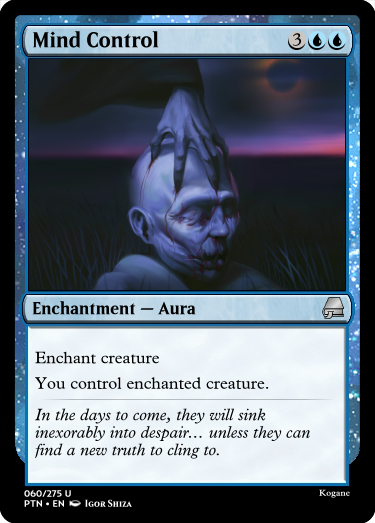 Mind Control 3
Enchantment — Aura
Enchant creature
You control enchanted creature.
In the days to come, they will sink
inexorably into despair… unless they can
find a new truth to cling to.
060/275 U
Kogane
PTN • EN Igor Shiza